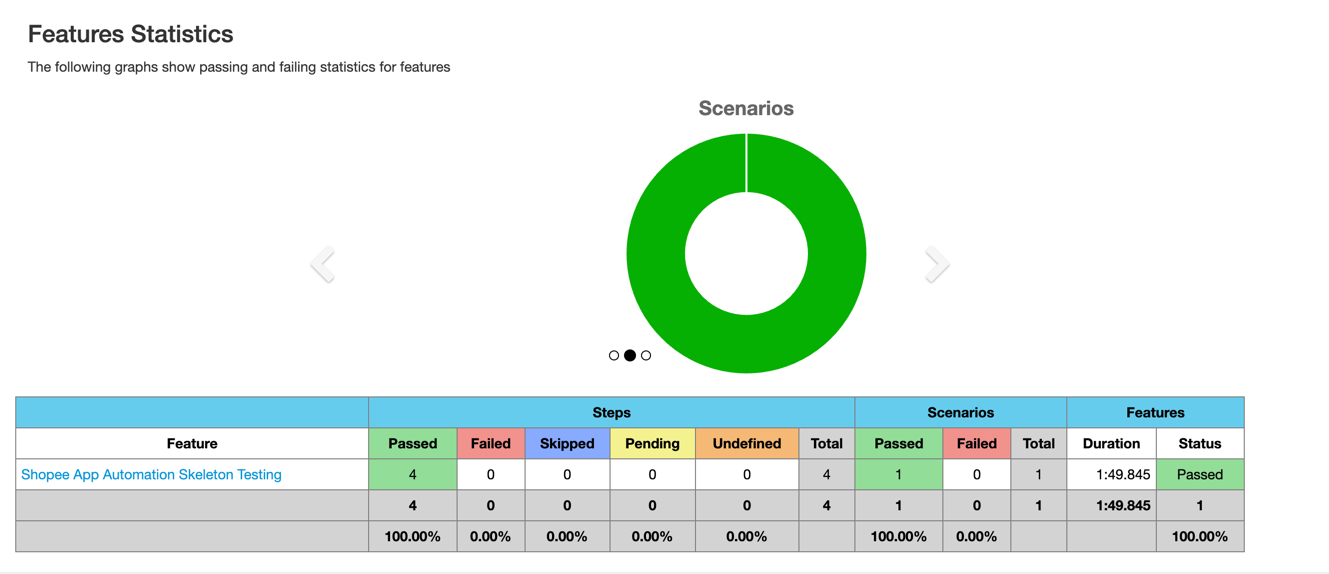 Features Statistics
The following graphs show passing and failing statistics for features
Scenarios
Steps Scenarios Features
Feature Passed Failed Skipped Pending Undefined Total Passed Failed Total Duration Status
Shopee App Automation Skeleton Testing 4 0 0 0 0 4 1 0 1 1:49.845 Passed
4 0 0 0 0 4 1 0 1 1:49.845 1
100.00% 0.00% 0.00% 0.00% 0.00% 100.00% 0.00% 100.00%